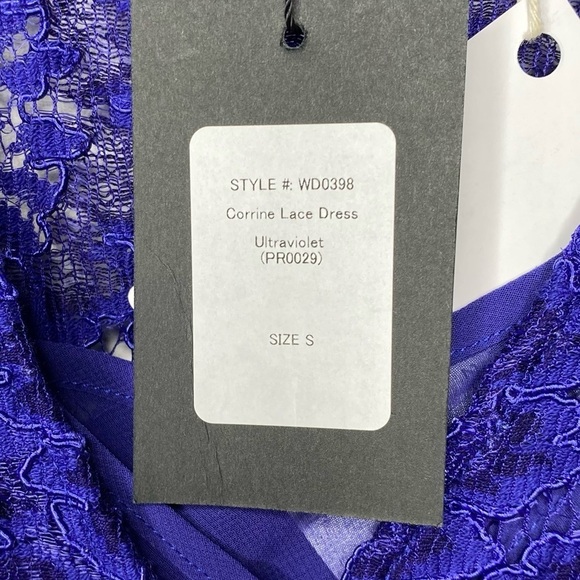 STYLE #: WD0398
Corrine Lace Dress
Ultraviolet
(PR0029)
SIZE S